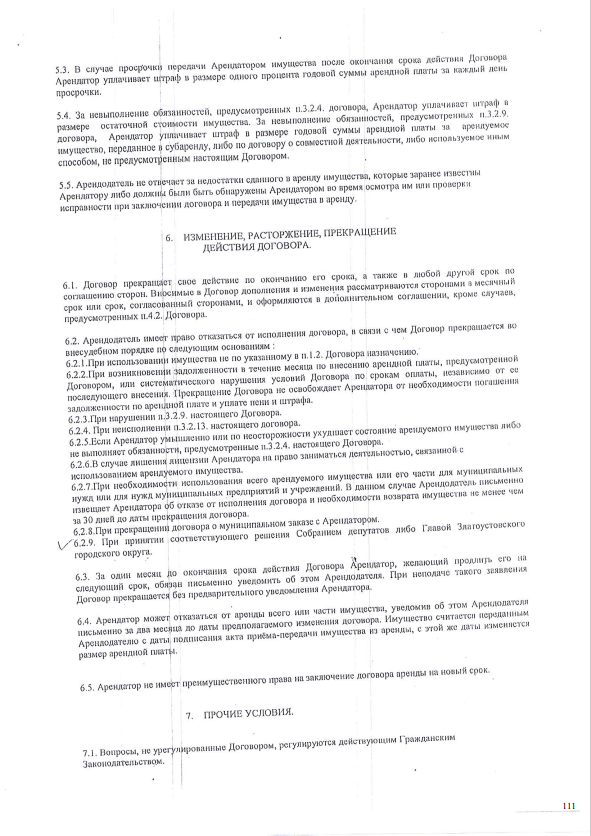 5.3. В случае просрочки передачи Арендатором имущества после окончания срока действия Договора
Арендатор уплачивает штраф в размере одного процента годовой суммы арендной платы за каждый день
просрочки.
5.4. За невыполнение обязанностей, предусмотренных п.3.2.4. договора, Арендатор уплачивает штраф в
размере остаточной стоимости имущества. За невыполнение обязанностей, предусмотренных п.3.2.9.
договора, Арендатор уплачивает штраф в размере годовой суммы арендной платы за арендуемое
имущество, переданное в субаренду, либо по договору о совместной деятельности, либо используемое иным
способом, не предусмотренным настоящим Договором.
5.5. Арендодатель не отвечает за недостатки сданного в аренду имущества, которые заранее известны
Арендатору либо должны были быть обнаружены Арендатором во время осмотра им или проверки
исправности при заключении договора и передачи имущества в аренду.
6. ИЗМЕНЕНИЕ, РАСТОРЖЕНИЕ, ПРЕКРАЩЕНИЕ
ДЕЙСТВИЯ ДОГОВОРА.
6.1. Договор прекращает свое действие по окончанию его срока, а также в любой другой срок по
соглашению сторон. Вносимые в Договор дополнения и изменения рассматриваются сторонами в месячный
срок или срок, согласованный сторонами, и оформляются в дополнительном соглашении, кроме случаев,
предусмотренных п.4.2. Договора.
6.2. Арендодатель имеет право отказаться от исполнения договора, в связи с чем Договор прекращается во
внесудебном порядке по следующим основаниям :
6.2.1.При использовании имущества не по указанному в п.1.2. Договора назначению.
6.2.2.При возникновении задолженности в течение месяца по внесению арендной платы, предусмотренной
Договором, или систематического нарушения условий Договора по срокам оплаты, независимо от ее
последующего внесения. Прекращение Договора не освобождает Арендатора от необходимости погашения
задолженности по арендной плате и уплате пени и штрафа.
6.2.3.При нарушении п.3.2.9. настоящего Договора.
6.2.4. При неисполнении п.3.2.13. настоящего договора.
6.2.5.Если Арендатор умышленно или по неосторожности ухудшает состояние арендуемого имущества либо
не выполняет обязанности, предусмотренные п.3.2.4. настоящего Договора.
6.2.6.В случае лишения лицензии Арендатора на право заниматься деятельностью, связанной с
использованием арендуемого имущества.
6.2.7.При необходимости использования всего арендуемого имущества или его части для муниципальных
нужд или для нужд муниципальных предприятий и учреждений. В данном случае Арендодатель письменно
извещает Арендатора об отказе от исполнения договора и необходимости возврата имущества не менее чем
за 30 дней до даты прекращения договора.
6.2.8.При прекращении договора о муниципальном заказе с Арендатором.
6.2.9. При принятии соответствующего решения Собранием депутатов либо Главой Златоустовского
городского округа.
6.3. За один месяц до окончания срока действия Договора Арендатор, желающий продлить его на
следующий срок, обязан письменно уведомить об этом Арендодателя. При неподаче такого заявления
Договор прекращается без предварительного уведомления Арендатора.
6.4. Арендатор может отказаться от аренды всего или части имущества, уведомив об этом Арендодателя
письменно за два месяца до даты предполагаемого изменения договора. Имущество считается переданным
Арендодателю с даты подписания акта приёма-передачи имущества из аренды, с этой же даты изменяется
размер арендной платы.
6.5. Арендатор не имеет преимущественного права на заключение договора аренды на новый срок.
7. ПРОЧИЕ УСЛОВИЯ.
7.1. Вопросы, не урегулированные Договором, регулируются действующим Гражданским
Законодательством.
111